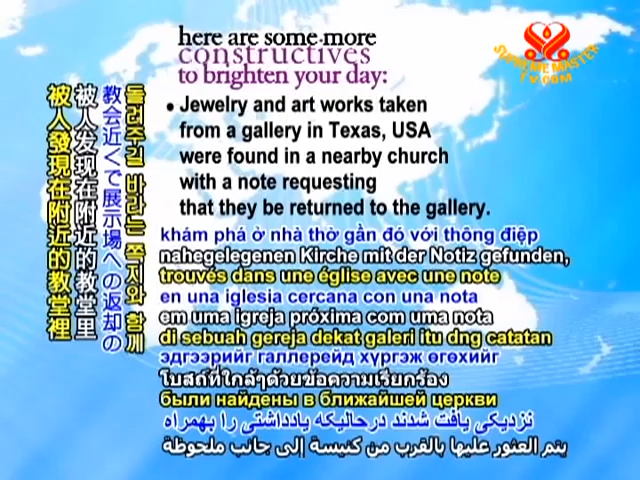 here are some more
constructives
to brighten your day:
SUPREME MASTER
TV.COM
• Jewelry and art works taken
from a gallery in Texas, USA
were found in a nearby church
with a note requesting
that they be returned to the gallery.
돌려주길 바라는 쪽지와 함께
教会近くで展示場への返却の
被人发现在附近的教堂里
被人發現在附近的教堂裡
khám phá ở nhà thờ gần đó với thông điệp
nahegelegenen Kirche mit der Notiz gefunden,
trouvés dans une église avec une note
en una iglesia cercana con una nota
em uma igreja próxima com uma nota
di sebuah gereja dekat galeri itu dng catatan
эдгээрийг галлерейд хүргэж өгөхийг
โบสถ์ที่ใกล้ๆด้วยข้อความเรียกร้อง
были найдены в ближайшей церкви
نزدیکی یافت شدند درحالیکه یادداشتی را بهمراه
يتم العثور عليها بالقرب من كنيسة إلى جانب ملحوظة